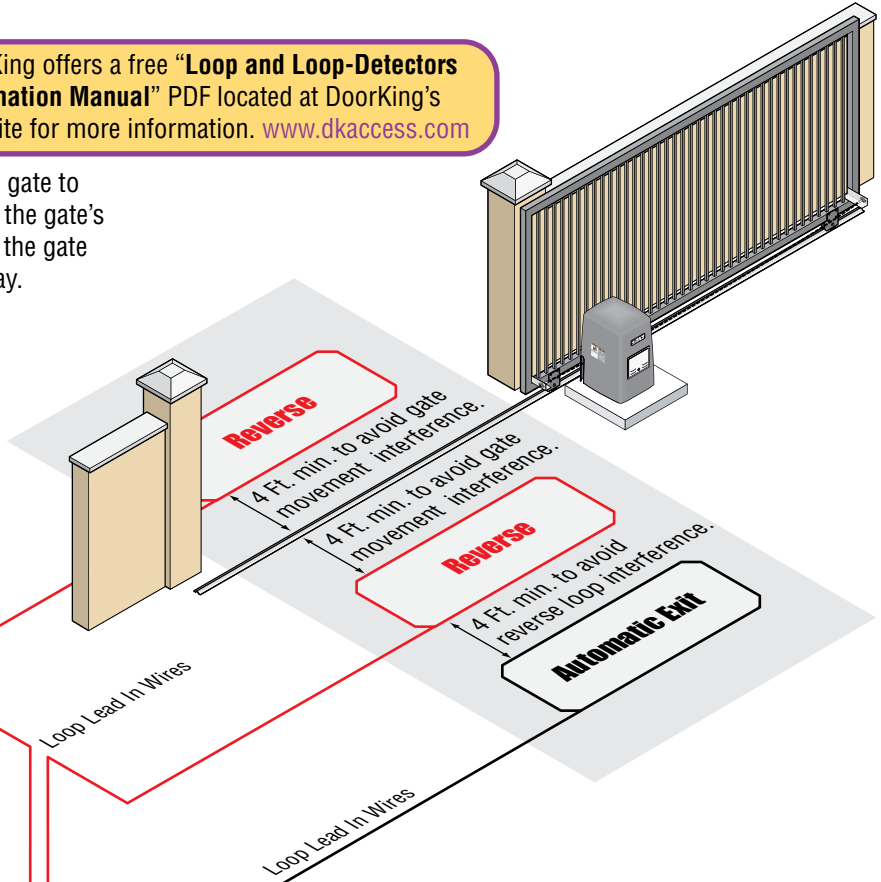 King offers a free “Loop and Loop-Detectors
mation Manual” PDF located at DoorKing's
ite for more information. www.dkaccess.com
gate to
the gate's
the gate
ay.
Reverse
4 Ft. min. to avoid gate
movement interference.
4 Ft. min. to avoid gate
movement interference.
Reverse
4 Ft. min. to avoid
reverse loop interference.
Automatic Exit
Loop Lead In Wires
Loop Lead In Wires